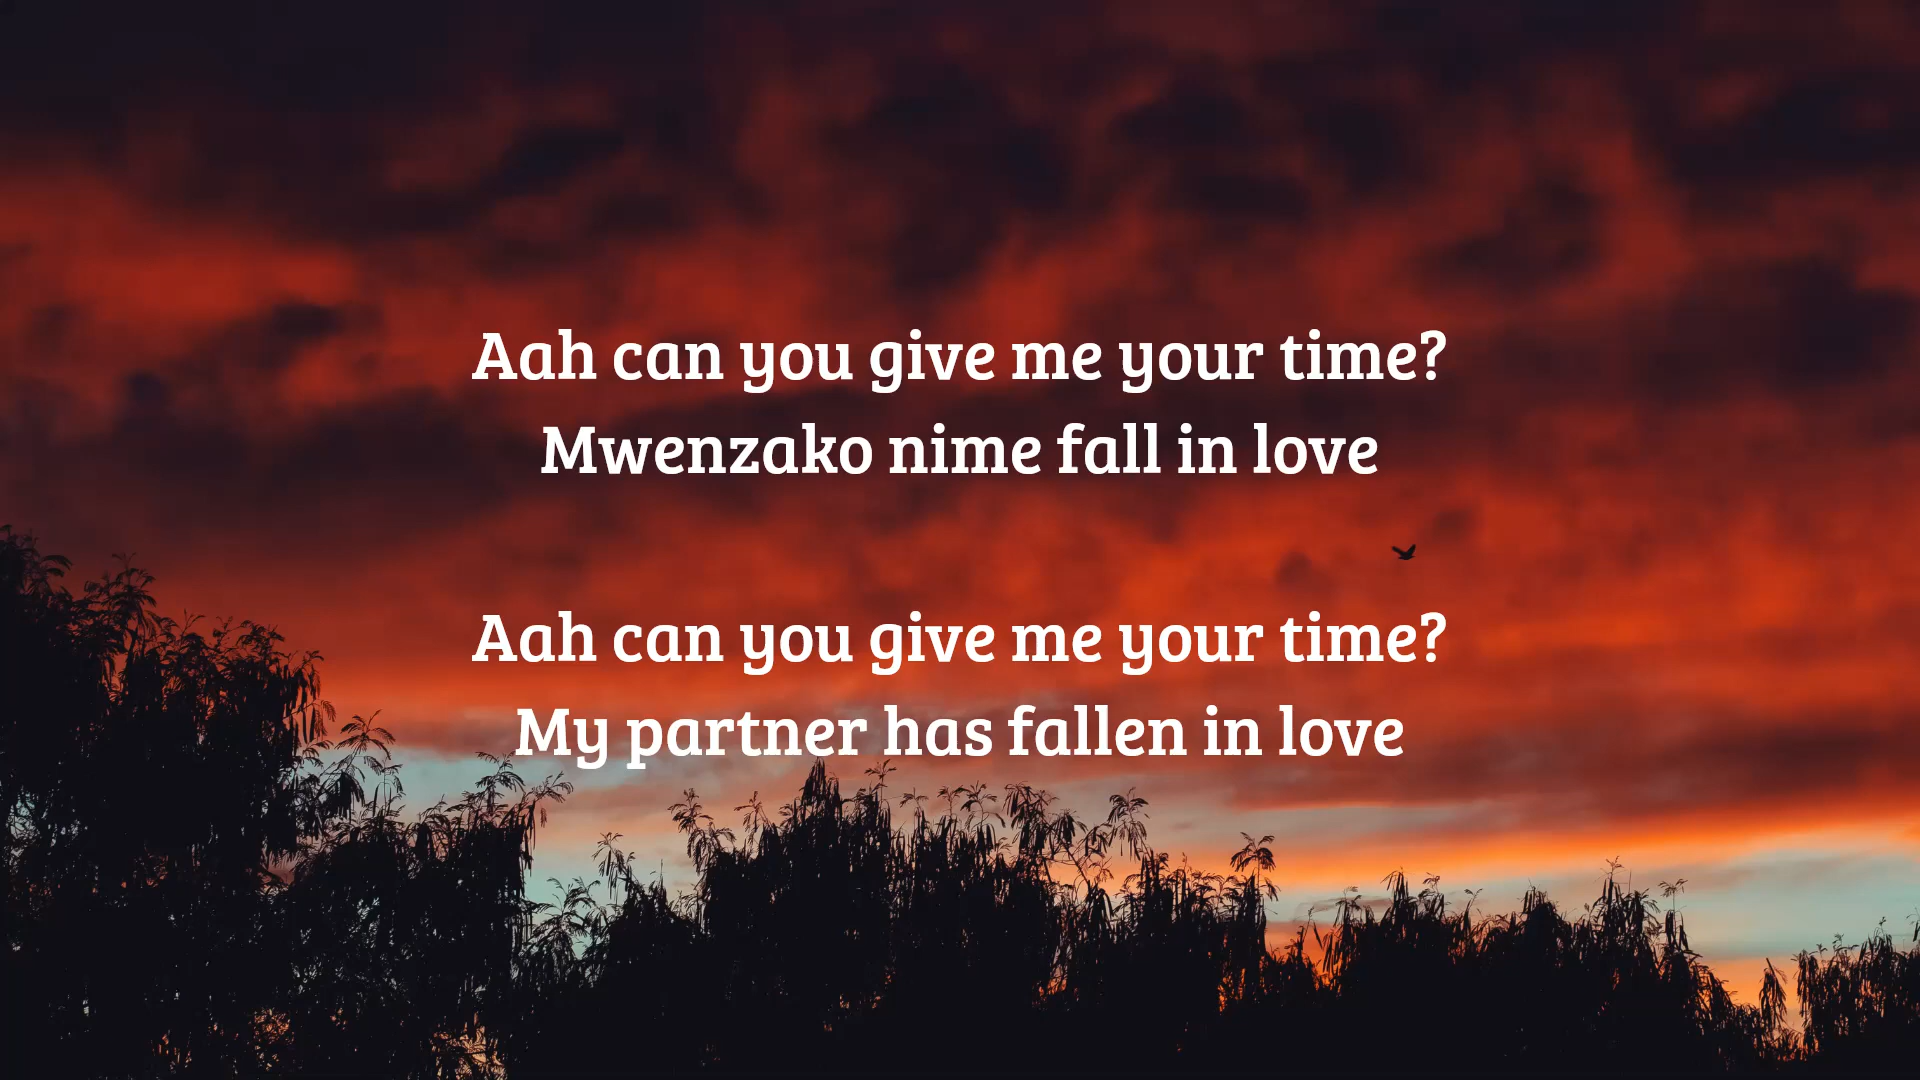 Aah can you give me your time?
Mwenzako nime fall in love
Aah can you give me your time?
My partner has fallen in love